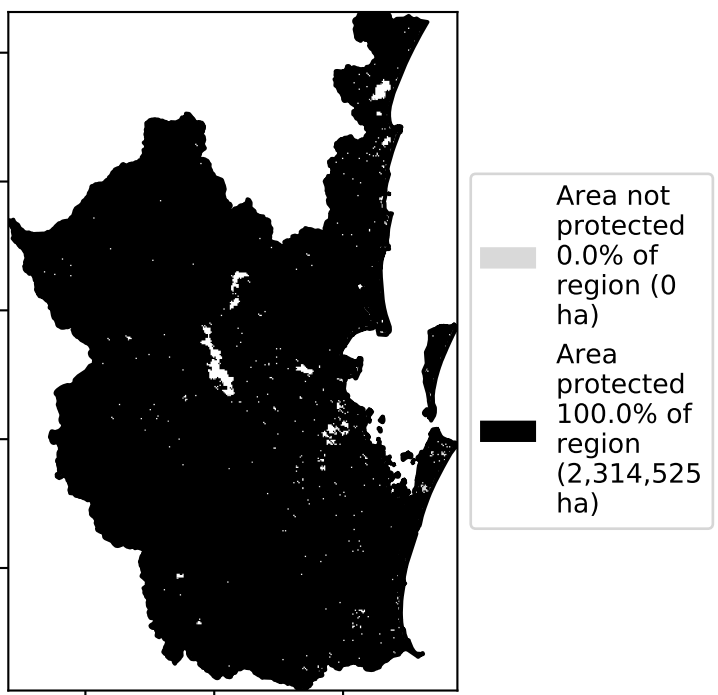 Area not
protected
0.0% of
region (0
ha)
Area
protected
100.0% of
region
(2,314,525
ha)